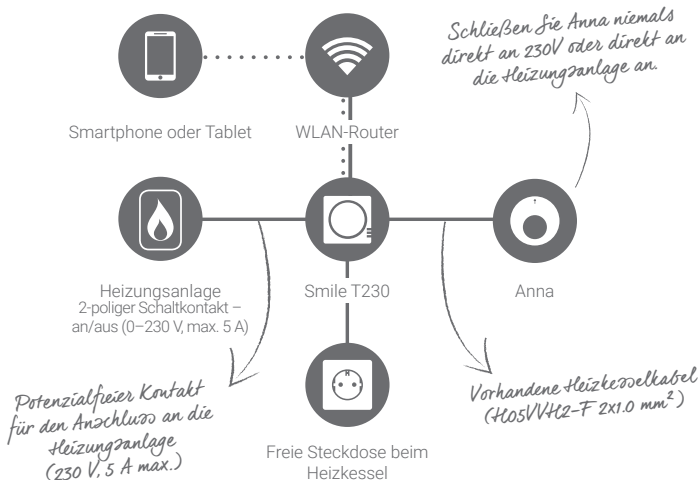 Schließen Sie Anna niemals
direkt an 230V oder direkt an
die Heizungsanlage an.
Smartphone oder Tablet
WLAN-Router
Heizungsanlage
2-poliger Schaltkontakt –
an/aus (0–230 V, max. 5 A)
Smile T230
Anna
Potenzialfreier Kontakt
für den Anschluss an die
Heizungsanlage
(230 V, 5 A max.)
Vorhandene Heizkesselkabel
(H05VVH2-F 2x1.0 mm²)
Freie Steckdose beim
Heizkessel